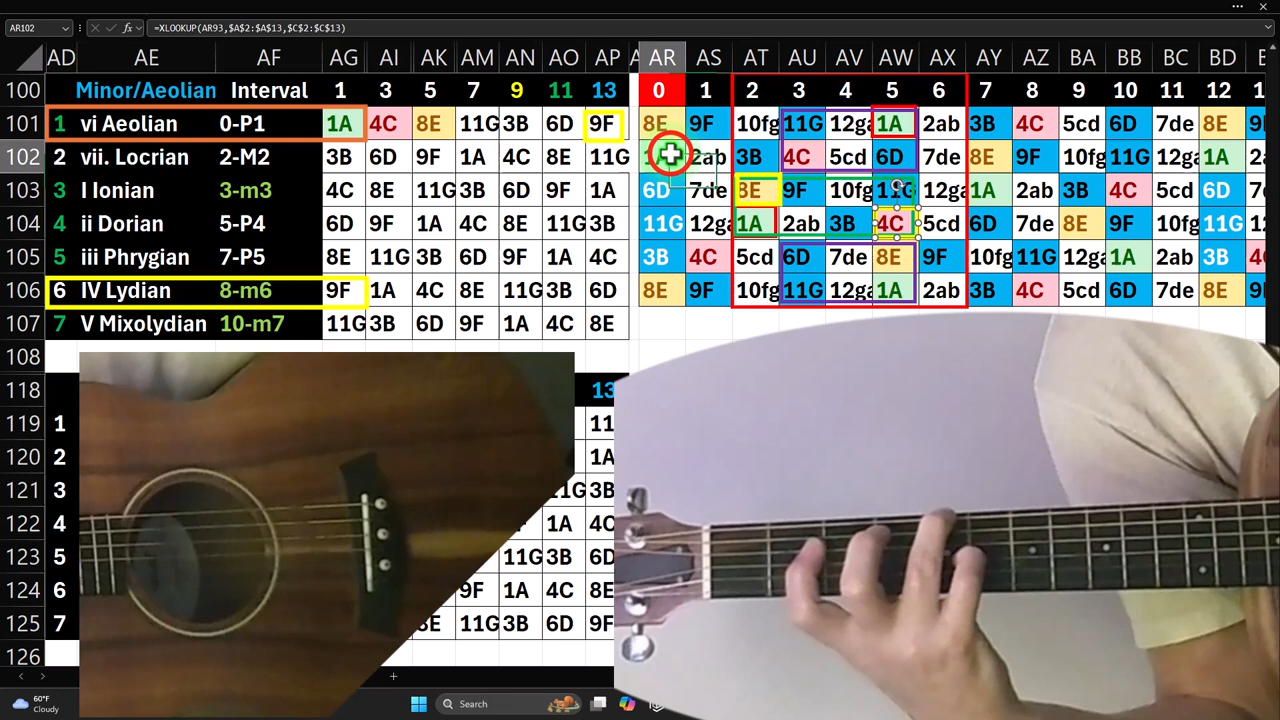 AR102 fx =XLOOKUP(AR93,$A$2:$A$13,$C$2:$C$13)
AD AE AF AG AI AK AM AN AO AP A AR AS AT AU AV AW AX AY AZ BA BB BC BD
100 Minor/Aeolian Interval 1 3 5 7 9 11 13 0 1 2 3 4 5 6 7 8 9 10 11 12 1
101 1 vi Aeolian 0-P1 1A 4C 8E 11G 3B 6D 9F 8E 9F 10fg 11G 12ga 1A 2ab 3B 4C 5cd 6D 7de 8E 9F
102 2 vii. Locrian 2-M2 3B 6D 9F 1A 4C 8E 11G 2ab 3B 4C 5cd 6D 7de 8E 9F 10fg 11G 12ga 1A 2a
103 3 I Ionian 3-m3 4C 8E 11G 3B 6D 9F 1A 6D 7de 8E 9F 10fg 11G 12ga 1A 2ab 3B 4C 5cd 6D 7d
104 4 ii Dorian 5-P4 6D 9F 1A 4C 8E 11G 3B 11G 12ga 1A 2ab 3B 4C 5cd 6D 7de 8E 9F 10fg 11G 12
105 5 iii Phrygian 7-P5 8E 11G 3B 6D 9F 1A 4C 3B 4C 5cd 6D 7de 8E 9F 10fg 11G 12ga 1A 2ab 3B 4C
106 6 IV Lydian 8-m6 9F 1A 4C 8E 11G 3B 6D 8E 9F 10fg 11G 12ga 1A 2ab 3B 4C 5cd 6D 7de 8E 9F
107 7 V Mixolydian 10-m7 11G 3B 6D 9F 1A 4C 8E
108
118 13
119 1 11
120 2 1A
121 3 11G 3B
122 4 1A 4C
123 5 11G 3B 6D
124 6 9F 1A 4C 8E
125 7 8E 11G 3B 6D 9F
126
60°F
Cloudy
Search